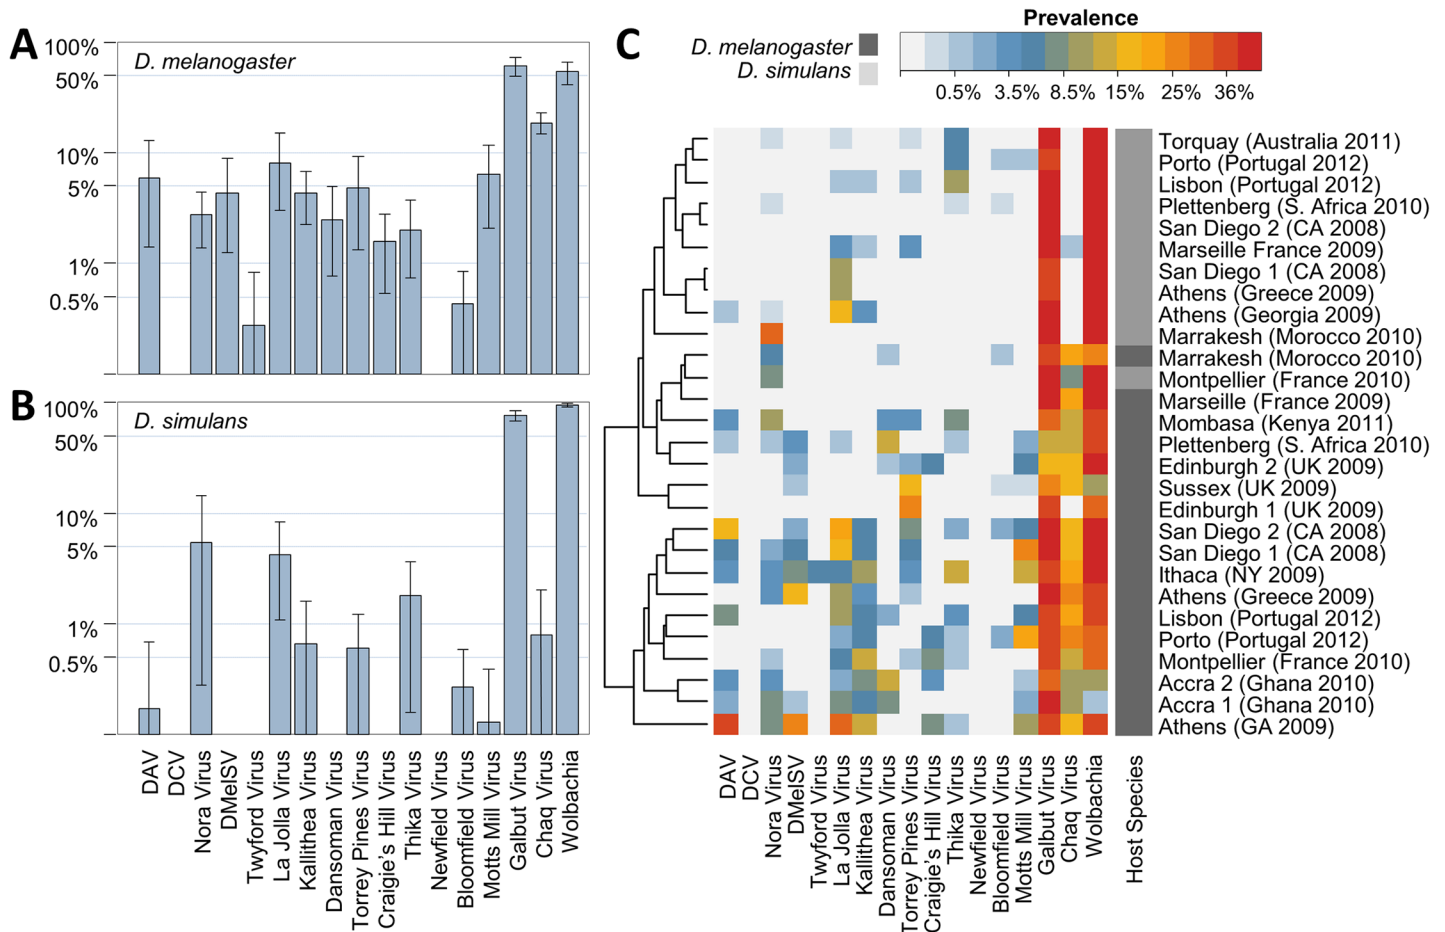 A
100%
50%
10%
5%
1%
0.5%
D. melanogaster
B
100%
50%
10%
5%
1%
0.5%
D. simulans
DAV
DCV
Nora Virus
DMelSV
Twyford Virus
La Jolla Virus
Kallithea Virus
Dansoman Virus
Torrey Pines Virus
Craigie's Hill Virus
Thika Virus
Newfield Virus
Bloomfield Virus
Motts Mill Virus
Galbut Virus
Chaq Virus
Wolbachia
C
D. melanogaster
D. simulans
Prevalence
0.5% 3.5% 8.5% 15% 25% 36%
Torquay (Australia 2011)
Porto (Portugal 2012)
Lisbon (Portugal 2012)
Plettenberg (S. Africa 2010)
San Diego 2 (CA 2008)
Marseille France 2009)
San Diego 1 (CA 2008)
Athens (Greece 2009)
Athens (Georgia 2009)
Marrakesh (Morocco 2010)
Marrakesh (Morocco 2010)
Montpellier (France 2010)
Marseille (France 2009)
Mombasa (Kenya 2011)
Plettenberg (S. Africa 2010)
Edinburgh 2 (UK 2009)
Sussex (UK 2009)
Edinburgh 1 (UK 2009)
San Diego 2 (CA 2008)
San Diego 1 (CA 2008)
Ithaca (NY 2009)
Athens (Greece 2009)
Lisbon (Portugal 2012)
Porto (Portugal 2012)
Montpellier (France 2010)
Accra 2 (Ghana 2010)
Accra 1 (Ghana 2010)
Athens (GA 2009)
DAV
DCV
Nora Virus
DMelSV
Twyford Virus
La Jolla Virus
Kallithea Virus
Dansoman Virus
Torrey Pines Virus
Craigie's Hill Virus
Thika Virus
Newfield Virus
Bloomfield Virus
Motts Mill Virus
Galbut Virus
Chaq Virus
Wolbachia
Host Species